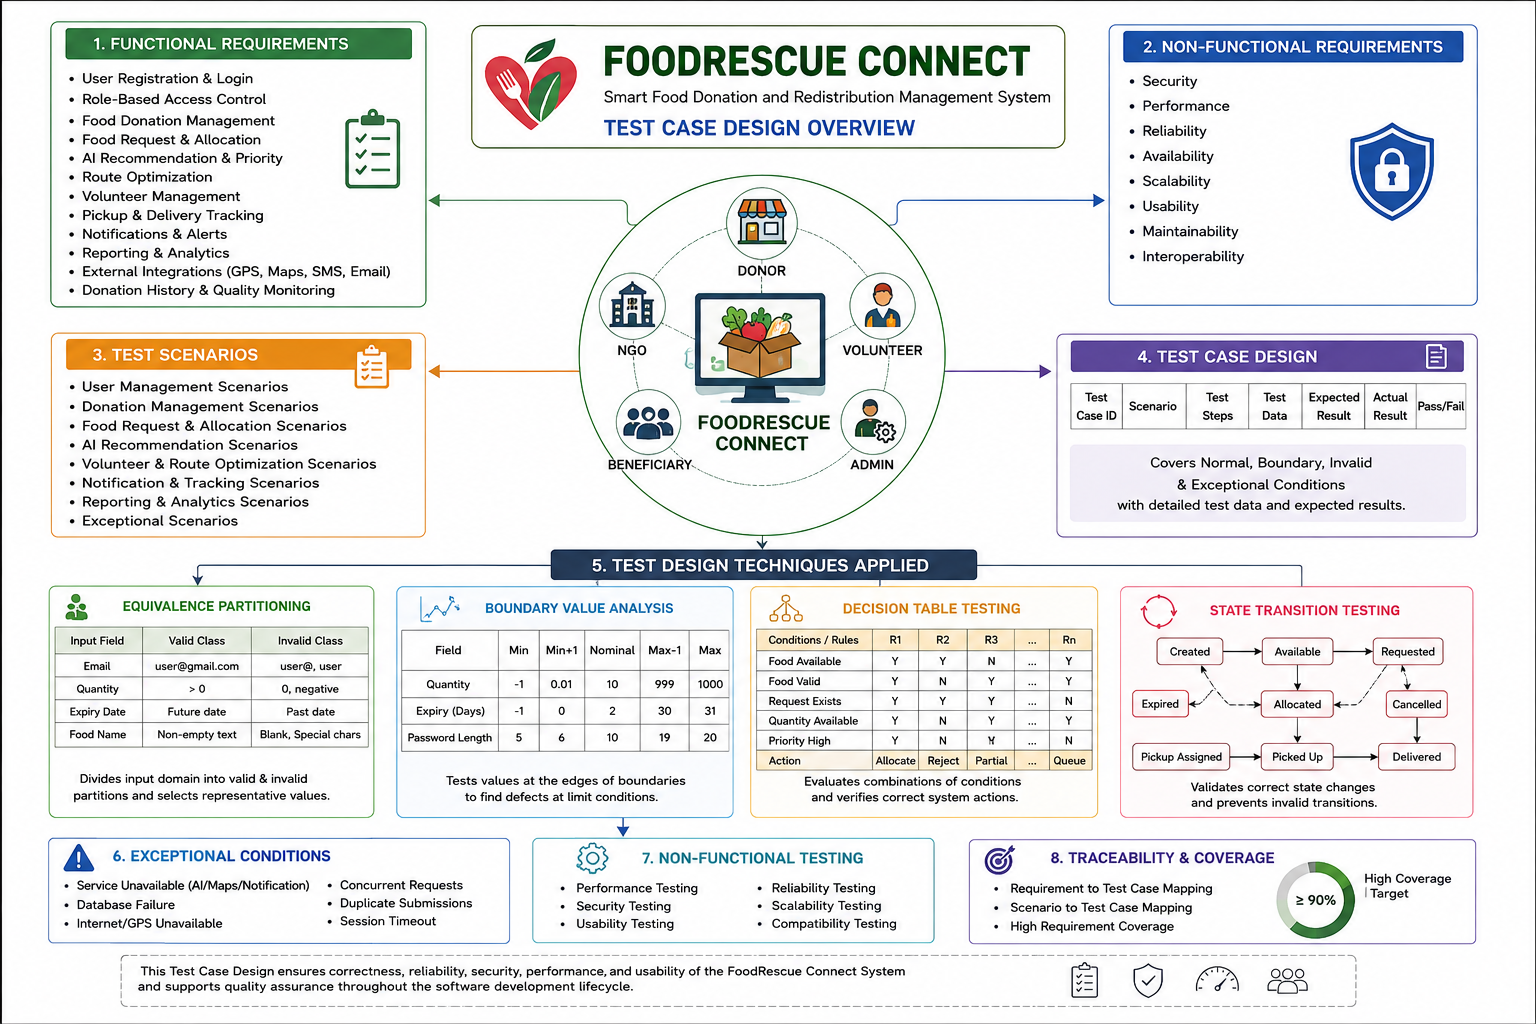 FOODRESCUE CONNECT
Smart Food Donation and Redistribution Management System
TEST CASE DESIGN OVERVIEW
1. FUNCTIONAL REQUIREMENTS
• User Registration & Login
• Role-Based Access Control
• Food Donation Management
• Food Request & Allocation
• AI Recommendation & Priority
• Route Optimization
• Volunteer Management
• Pickup & Delivery Tracking
• Notifications & Alerts
• Reporting & Analytics
• External Integrations (GPS, Maps, SMS, Email)
• Donation History & Quality Monitoring
2. NON-FUNCTIONAL REQUIREMENTS
• Security
• Performance
• Reliability
• Availability
• Scalability
• Usability
• Maintainability
• Interoperability
DONOR
NGO
VOLUNTEER
BENEFICIARY
ADMIN
FOODRESCUE
CONNECT
3. TEST SCENARIOS
• User Management Scenarios
• Donation Management Scenarios
• Food Request & Allocation Scenarios
• AI Recommendation Scenarios
• Volunteer & Route Optimization Scenarios
• Notification & Tracking Scenarios
• Reporting & Analytics Scenarios
• Exceptional Scenarios
4. TEST CASE DESIGN
Test Case ID Scenario Test Steps Test Data Expected Result Actual Result Pass/Fail
Covers Normal, Boundary, Invalid
& Exceptional Conditions
with detailed test data and expected results.
5. TEST DESIGN TECHNIQUES APPLIED
EQUIVALENCE PARTITIONING
Input Field Valid Class Invalid Class
Email user@gmail.com user@, user
Quantity > 0 0, negative
Expiry Date Future date Past date
Food Name Non-empty text Blank, Special chars
Divides input domain into valid & invalid
partitions and selects representative values.
BOUNDARY VALUE ANALYSIS
Field Min Min+1 Nominal Max-1 Max
Quantity -1 0.01 10 999 1000
Expiry (Days) -1 0 2 30 31
Password Length 5 6 10 19 20
Tests values at the edges of boundaries
to find defects at limit conditions.
DECISION TABLE TESTING
Conditions / Rules R1 R2 R3 ... Rn
Food Available Y Y N ... Y
Food Valid Y N Y ... Y
Request Exists Y Y Y ... N
Quantity Available Y N Y ... Y
Priority High Y N ... N
Action Allocate Reject Partial ... Queue
Evaluates combinations of conditions
and verifies correct system actions.
STATE TRANSITION TESTING
Created Available Requested
Expired Allocated Cancelled
Pickup Assigned Picked Up Delivered
Validates correct state changes
and prevents invalid transitions.
6. EXCEPTIONAL CONDITIONS
• Service Unavailable (AI/Maps/Notification)
• Database Failure
• Internet/GPS Unavailable
• Concurrent Requests
• Duplicate Submissions
• Session Timeout
7. NON-FUNCTIONAL TESTING
• Performance Testing
• Security Testing
• Usability Testing
• Reliability Testing
• Scalability Testing
• Compatibility Testing
8. TRACEABILITY & COVERAGE
• Requirement to Test Case Mapping
• Scenario to Test Case Mapping
• High Requirement Coverage
≥ 90%
High Coverage
Target
This Test Case Design ensures correctness, reliability, security, performance, and usability of the FoodRescue Connect System
and supports quality assurance throughout the software development lifecycle.